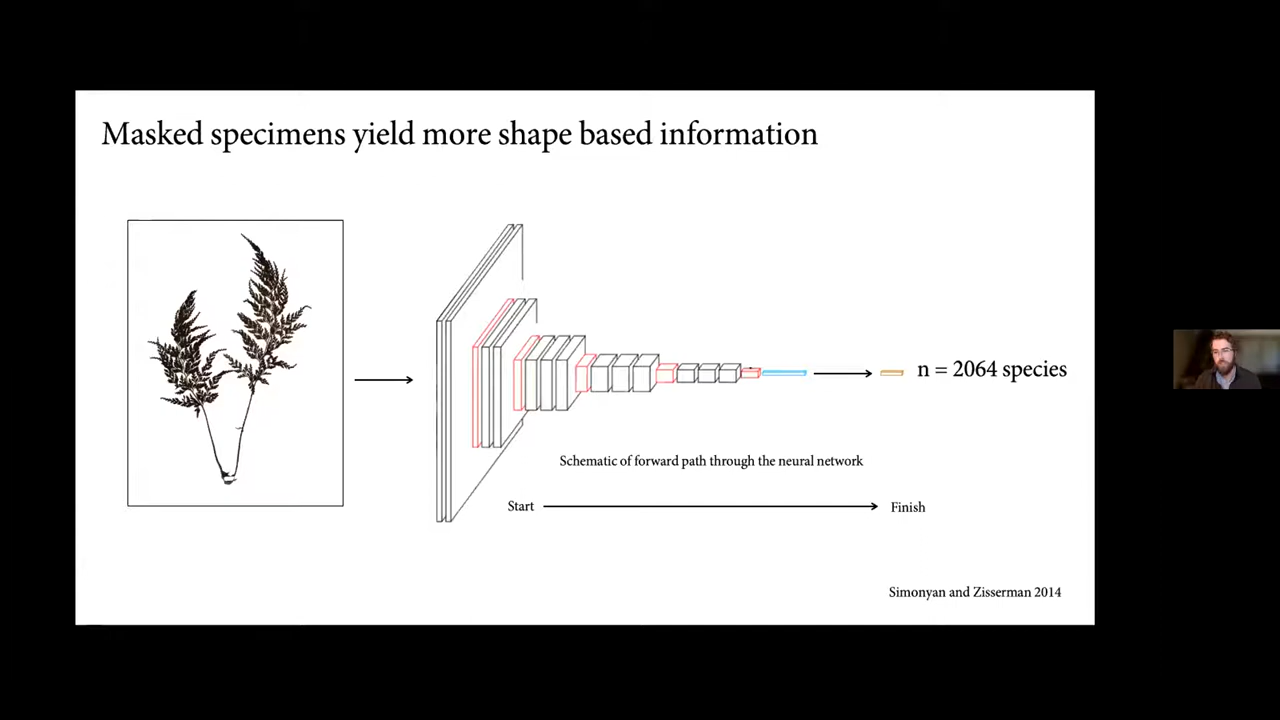 Masked specimens yield more shape based information
n = 2064 species
Schematic of forward path through the neural network
Start
Finish
Simonyan and Zisserman 2014